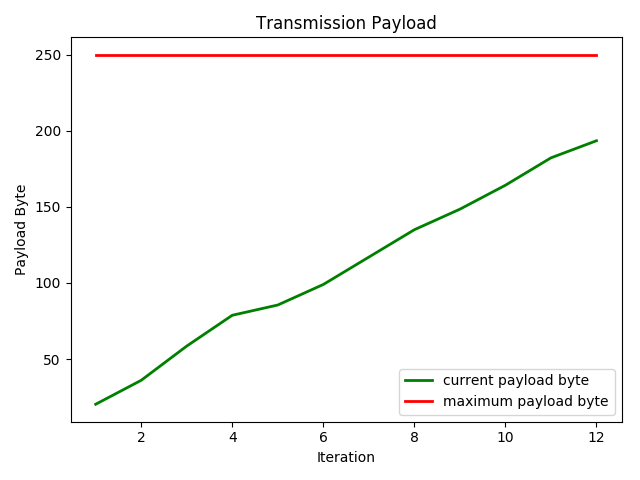 Transmission Payload
250
200
150
100
50
Payload Byte
current payload byte
maximum payload byte
2 4 6 8 10 12
Iteration